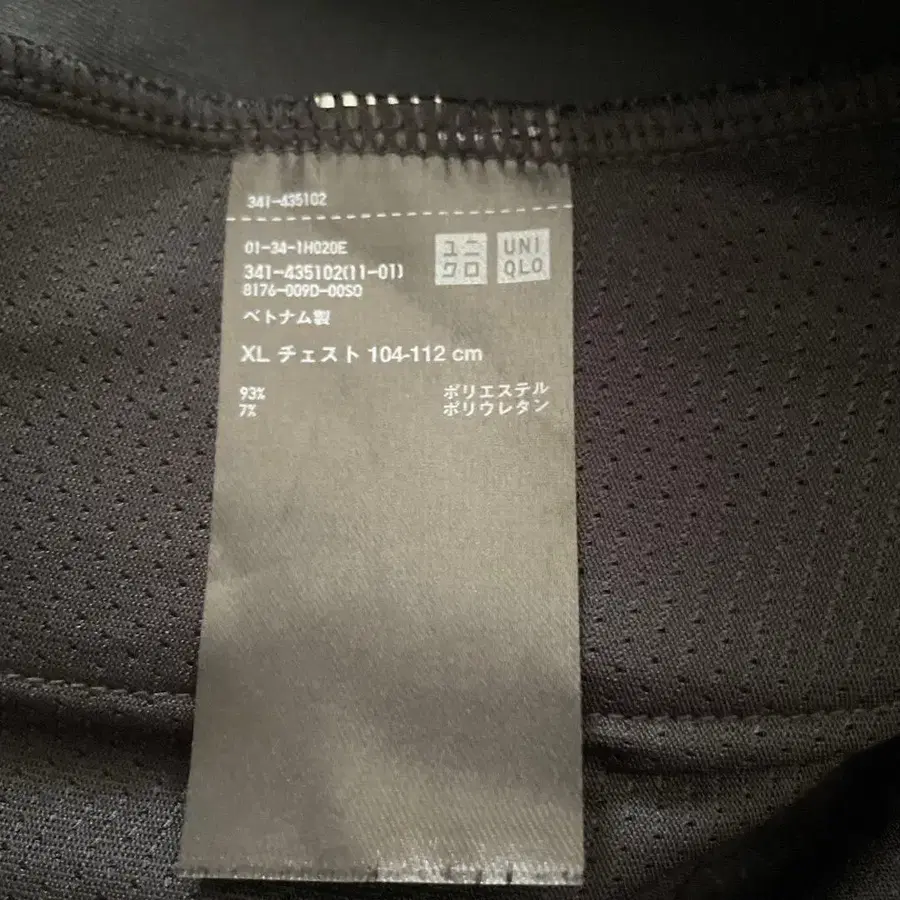 341-435102
01-34-1H020E
341-435102(11-01)
8176-009D-00SO
ベトナム製
ユニ
クロ
UNI
QLO
XL チェスト 104-112 cm
93% ポリエステル
7% ポリウレタン